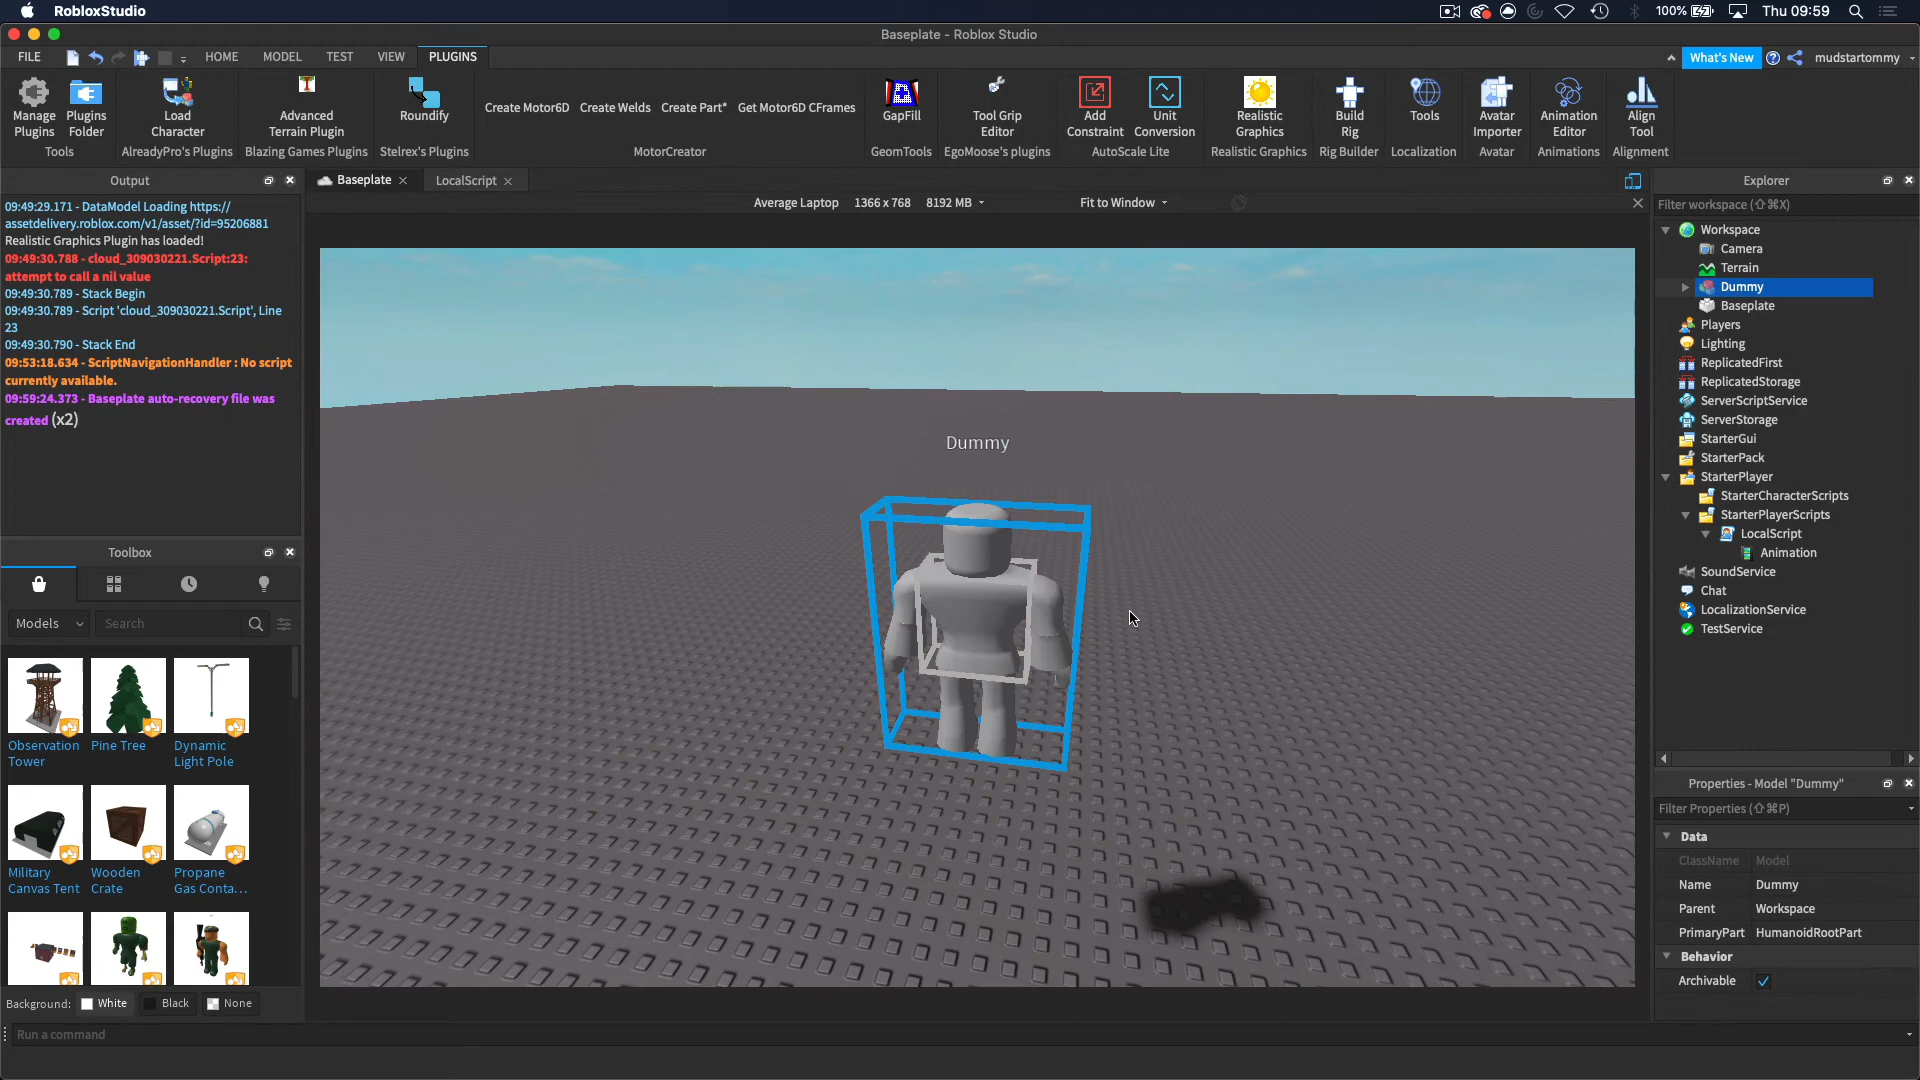 RobloxStudio
100%
Thu 09:59
Baseplate - Roblox Studio
FILE
HOME
MODEL
TEST
VIEW
PLUGINS
What's New
mudstartommy
Manage
Plugins
Plugins
Folder
Tools
Load
Character
AlreadyPro's Plugins
Advanced
Terrain Plugin
Blazing Games Plugins
Roundify
Stelrex's Plugins
Create Motor6D
Create Welds
Create Part*
Get Motor6D CFrames
MotorCreator
GapFill
GeomTools
Tool Grip
Editor
EgoMoose's plugins
Add
Constraint
Unit
Conversion
AutoScale Lite
Realistic
Graphics
Realistic Graphics
Build
Rig
Rig Builder
Tools
Localization
Avatar
Importer
Avatar
Animation
Editor
Animations
Align
Tool
Alignment
Output
09:49:29.171 - DataModel Loading https://
assetdelivery.roblox.com/v1/asset/?id=95206881
Realistic Graphics Plugin has loaded!
09:49:30.788 - cloud_309030221.Script:23:
attempt to call a nil value
09:49:30.789 - Stack Begin
09:49:30.789 - Script 'cloud_309030221.Script', Line
23
09:49:30.790 - Stack End
09:53:18.634 - ScriptNavigationHandler : No script
currently available.
09:59:24.373 - Baseplate auto-recovery file was
created (x2)
Toolbox
Models
Search
Observation
Tower
Pine Tree
Dynamic
Light Pole
Military
Canvas Tent
Wooden
Crate
Propane
Gas Conta...
Background:
White
Black
None
Run a command
Baseplate
LocalScript
Average Laptop
1366 x 768
8192 MB
Fit to Window
Dummy
Explorer
Filter workspace (⇧⌘X)
Workspace
Camera
Terrain
Dummy
Baseplate
Players
Lighting
ReplicatedFirst
ReplicatedStorage
ServerScriptService
ServerStorage
StarterGui
StarterPack
StarterPlayer
StarterCharacterScripts
StarterPlayerScripts
LocalScript
Animation
SoundService
Chat
LocalizationService
TestService
Properties - Model "Dummy"
Filter Properties (⇧⌘P)
Data
ClassName Model
Name Dummy
Parent Workspace
PrimaryPart HumanoidRootPart
Behavior
Archivable